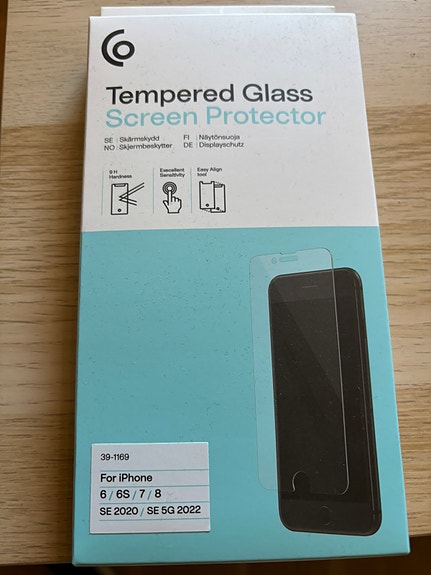 Tempered Glass
Screen Protector
SE | Skärmskydd FI | Näytönsuoja
NO | Skjermbeskytter DE | Displayschutz
9 H
Hardness
Execellent
Sensitivity
Easy Align
tool
39-1169
For iPhone
6 / 6S / 7 / 8
SE 2020 / SE 5G 2022